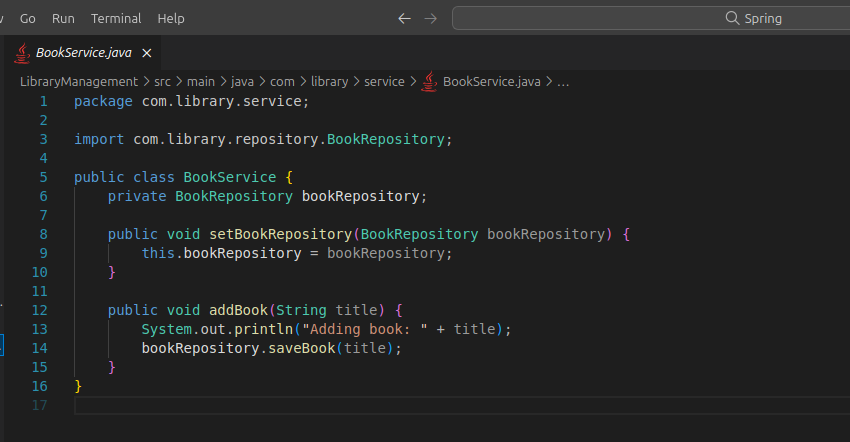 Go Run Terminal Help ← → Spring
BookService.java ×
LibraryManagement > src > main > java > com > library > service > BookService.java > ...
1 package com.library.service;
2
3 import com.library.repository.BookRepository;
4
5 public class BookService {
6     private BookRepository bookRepository;
7
8     public void setBookRepository(BookRepository bookRepository) {
9         this.bookRepository = bookRepository;
10     }
11
12     public void addBook(String title) {
13         System.out.println("Adding book: " + title);
14         bookRepository.saveBook(title);
15     }
16 }
17